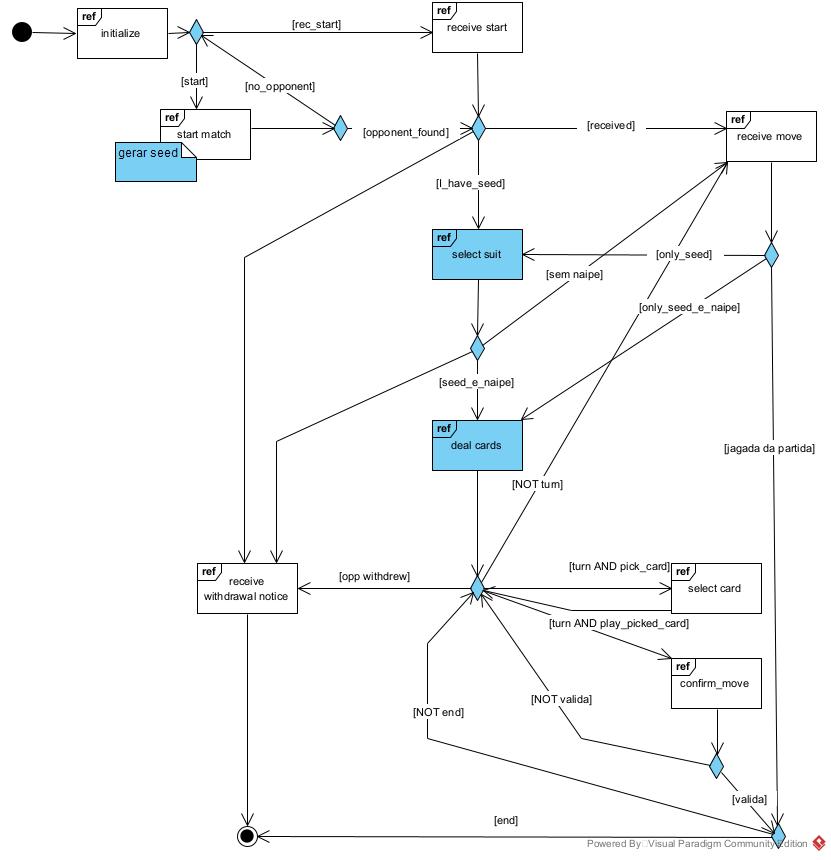 ref
initialize
[rec_start]
ref
receive start
[start]
[no_opponent]
ref
start match
gerar seed
[opponent_found]
[received]
ref
receive move
[I_have_seed]
ref
select suit
[only_seed]
[sem naipe]
[only_seed_e_naipe]
[seed_e_naipe]
ref
deal cards
[jagada da partida]
[NOT turn]
ref
receive
withdrawal notice
[opp withdrew]
[turn AND pick_card]
ref
select card
[turn AND play_picked_card]
ref
confirm_move
[NOT valida]
[NOT end]
[valida]
[end]
Powered By Visual Paradigm Community Edition